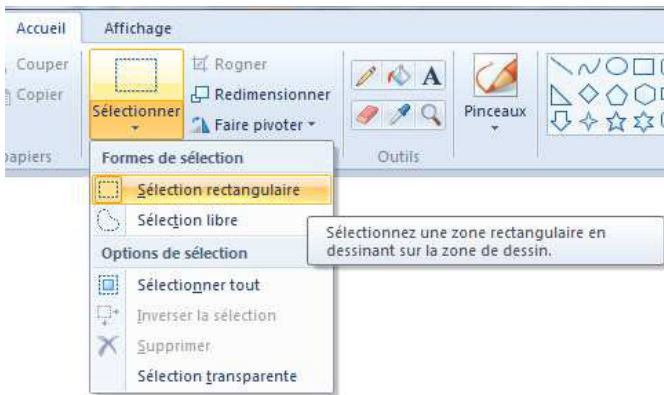 Accueil Affichage
Couper
Copier
Sélectionner
Rogner
Redimensionner
Faire pivoter
A
Pinceaux
papiers
Outils
Formes de sélection
Sélection rectangulaire
Sélection libre
Sélectionnez une zone rectangulaire en
dessinant sur la zone de dessin.
Options de sélection
Sélectionner tout
Inverser la sélection
Supprimer
Sélection transparente